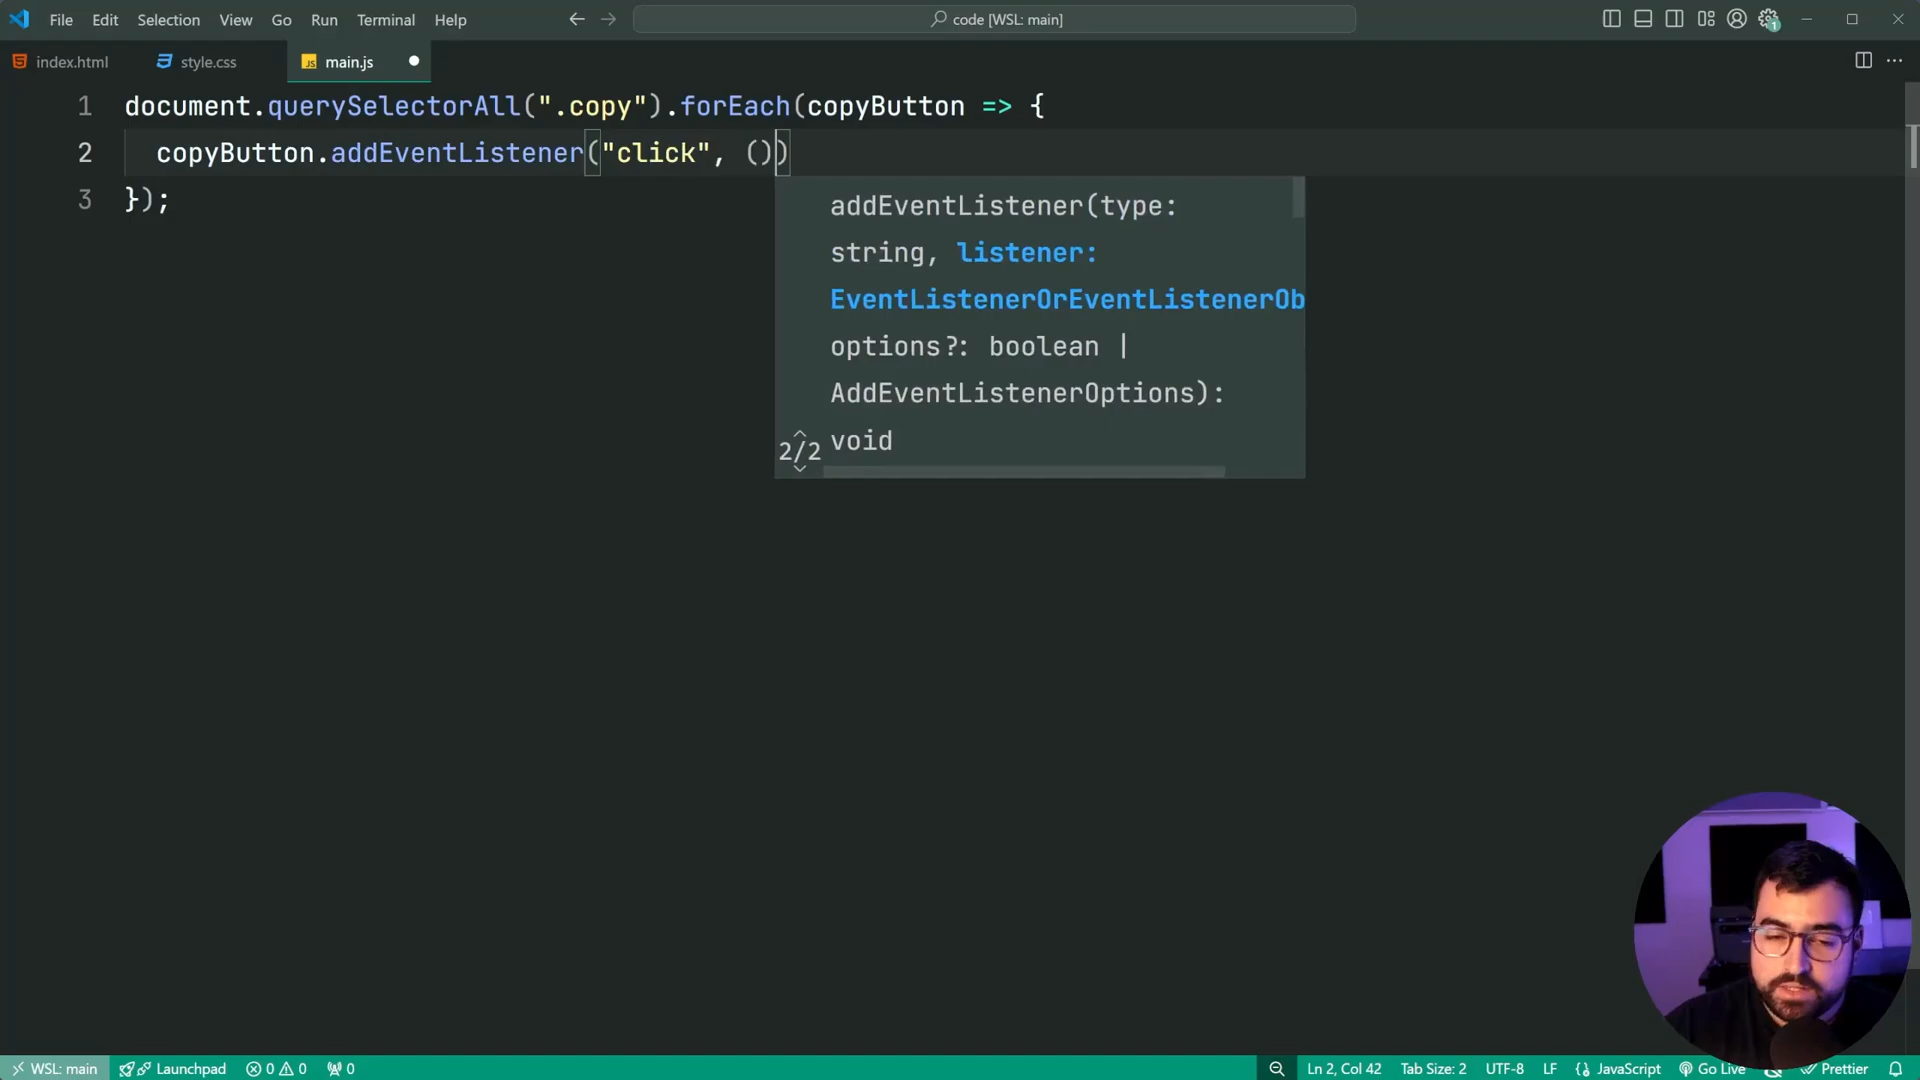 File Edit Selection View Go Run Terminal Help code [WSL: main] 1
index.html style.css JS main.js
1 document.querySelectorAll(".copy").forEach(copyButton => {
2 copyButton.addEventListener("click", ())
3 });
addEventListener(type:
string, listener:
EventListenerOrEventListenerOb
options?: boolean |
AddEventListenerOptions):
2/2 void
WSL: main Launchpad 0 0 0 Ln 2, Col 42 Tab Size: 2 UTF-8 LF {} JavaScript Go Live Prettier